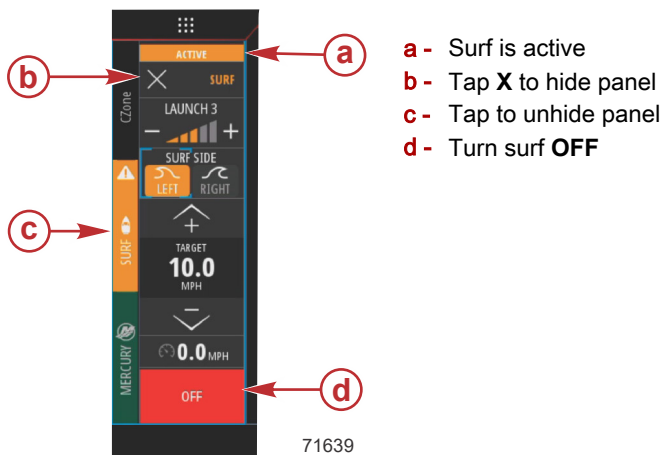 ACTIVE
SURF
LAUNCH 3
SURF SIDE
LEFT RIGHT
TARGET
10.0
MPH
0.0 MPH
OFF
CZone
SURF
MERCURY
a
b
c
d
a - Surf is active
b - Tap X to hide panel
c - Tap to unhide panel
d - Turn surf OFF
71639